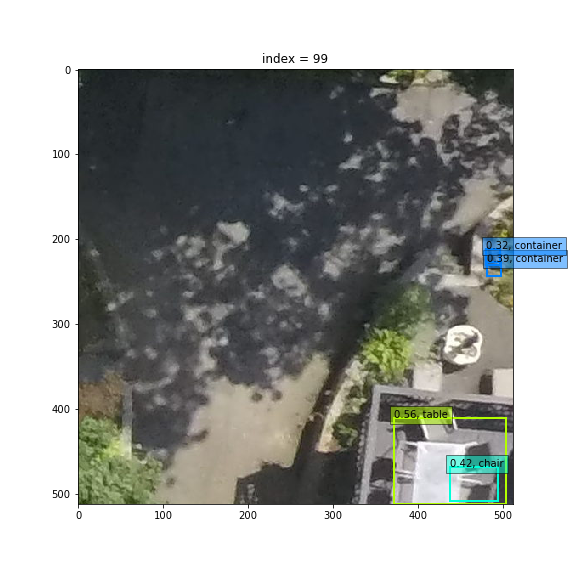 index = 99
0
100
200
300
400
500
0.32, container
0.39, container
0.56, table
0.42, chair
0 100 200 300 400 500